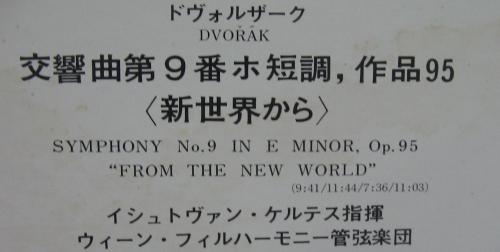 ドヴォルザーク
DVOŘÁK
交響曲第9番ホ短調, 作品95
〈新世界から〉
SYMPHONY No.9 IN E MINOR, Op.95
“FROM THE NEW WORLD”
(9:41/11:44/7:36/11:03)
イシュトヴァン・ケルテス指揮
ウィーン・フィルハーモニー管弦楽団